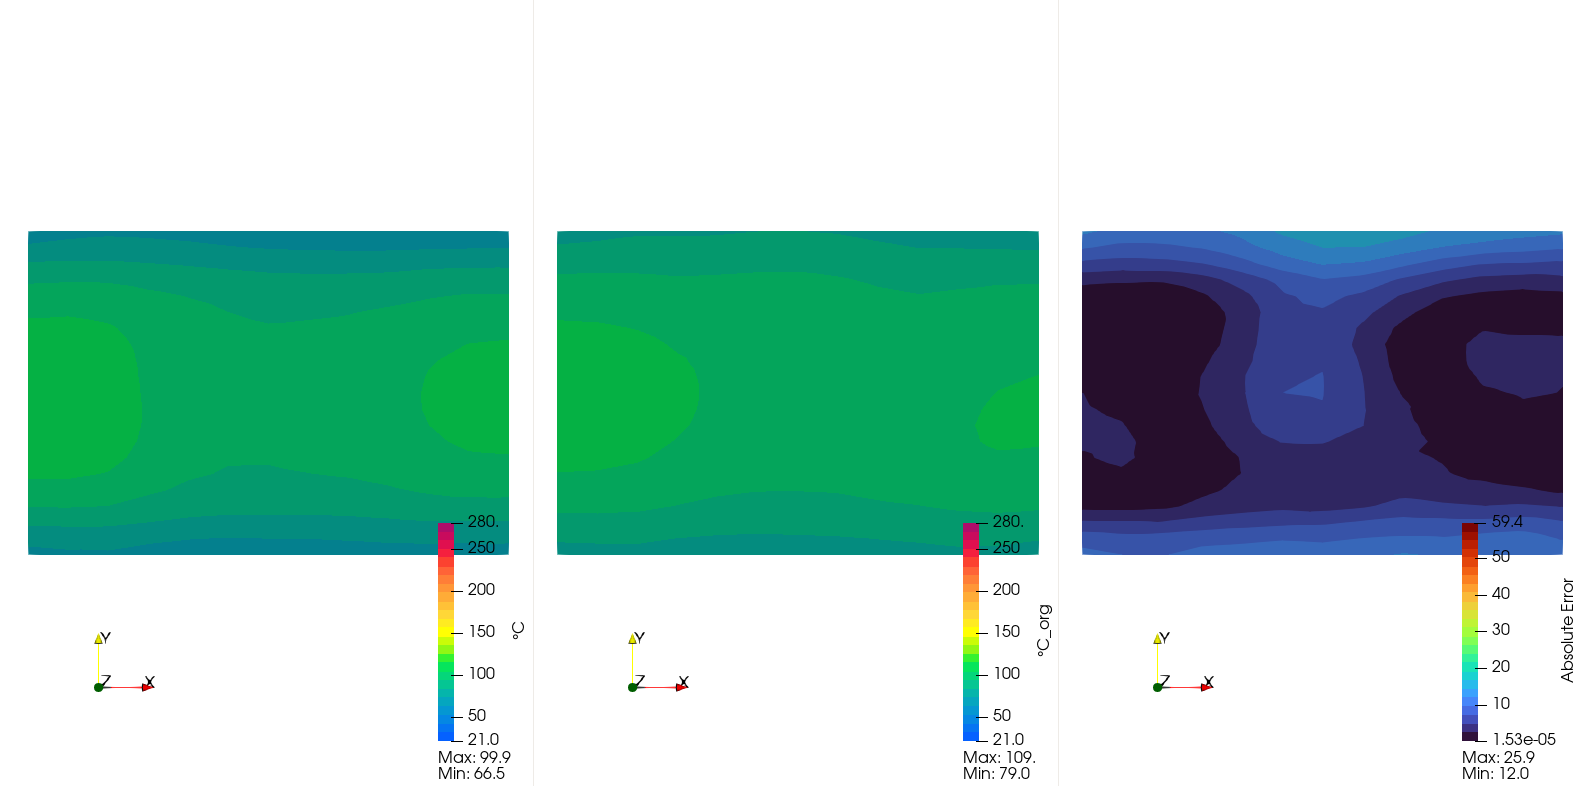 280.
250
200
150
100
50
21.0
°C
Max: 99.9
Min: 66.5
Y
Z
X
280.
250
200
150
100
50
21.0
°C_org
Max: 109.
Min: 79.0
Y
Z
X
59.4
50
40
30
20
10
1.53e-05
Absolute Error
Max: 25.9
Min: 12.0
Y
Z
X